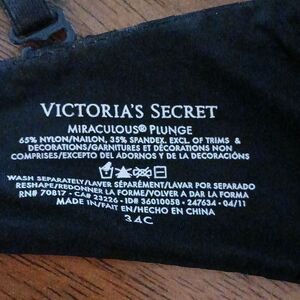 VICTORIA'S SECRET
MIRACULOUS® PLUNGE
65% NYLON/NAILON, 35% SPANDEX. EXCL. OF TRIMS &
DECORATIONS/GARNITURES ET DÉCORATIONS NON
COMPRISES/EXCEPTO DEL ADORNOS Y DE LA DECORACIÓNS
WASH SEPARATELY/LAVER SÉPARÉMENT/LAVAR POR SEPARADO
RESHAPE/REDONNER LA FORME/VOLVER A DAR LA FORMA
RN# 70817 - CA# 23226 - ID# 36010058 - 247634 - 04/11
MADE IN/FAIT EN/HECHO EN CHINA
34C